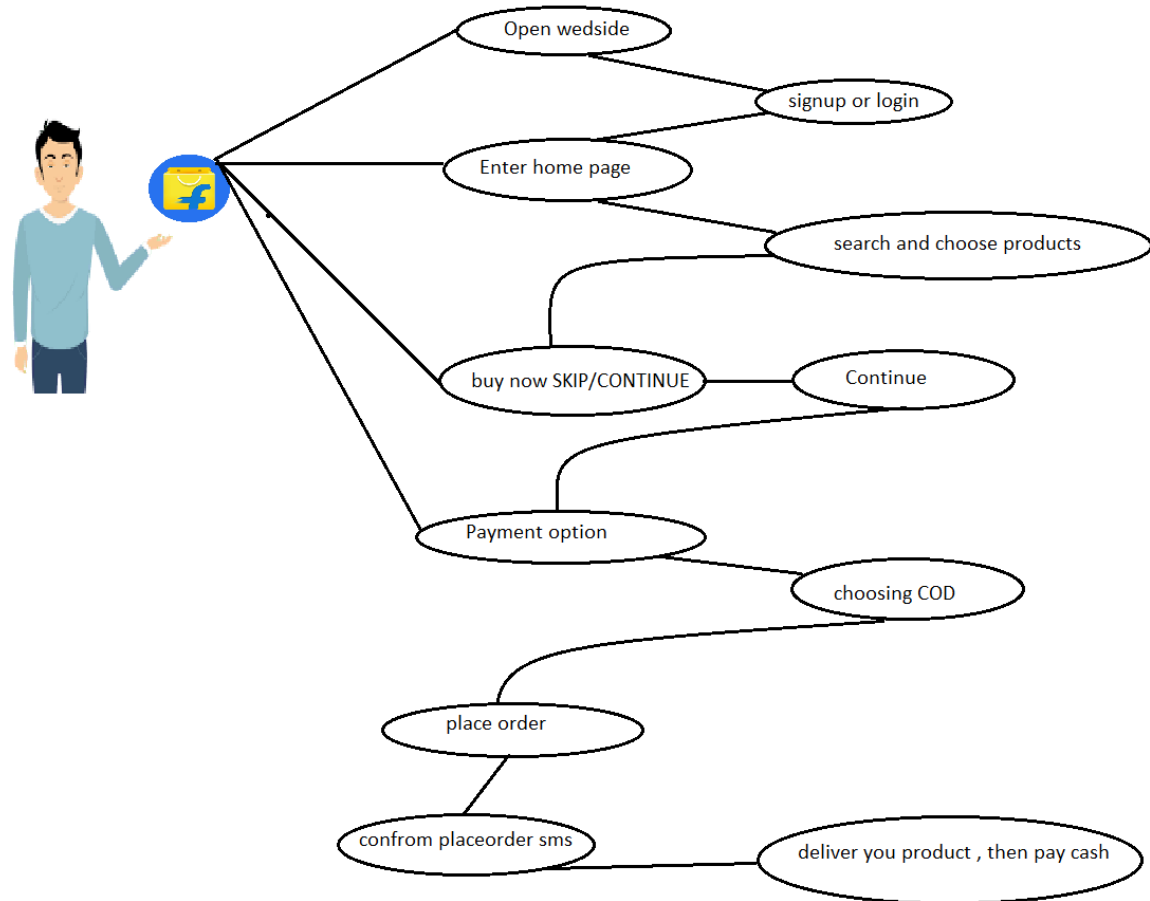 Open wedside
signup or login
Enter home page
search and choose products
buy now SKIP/CONTINUE
Continue
Payment option
choosing COD
place order
confrom placeorder sms
deliver you product , then pay cash